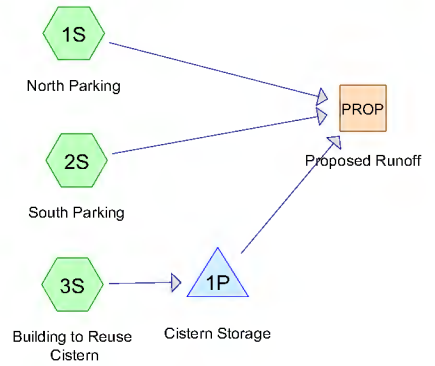 1S
North Parking
PROP
Proposed Runoff
2S
South Parking
3S
Building to Reuse
Cistern
1P
Cistern Storage